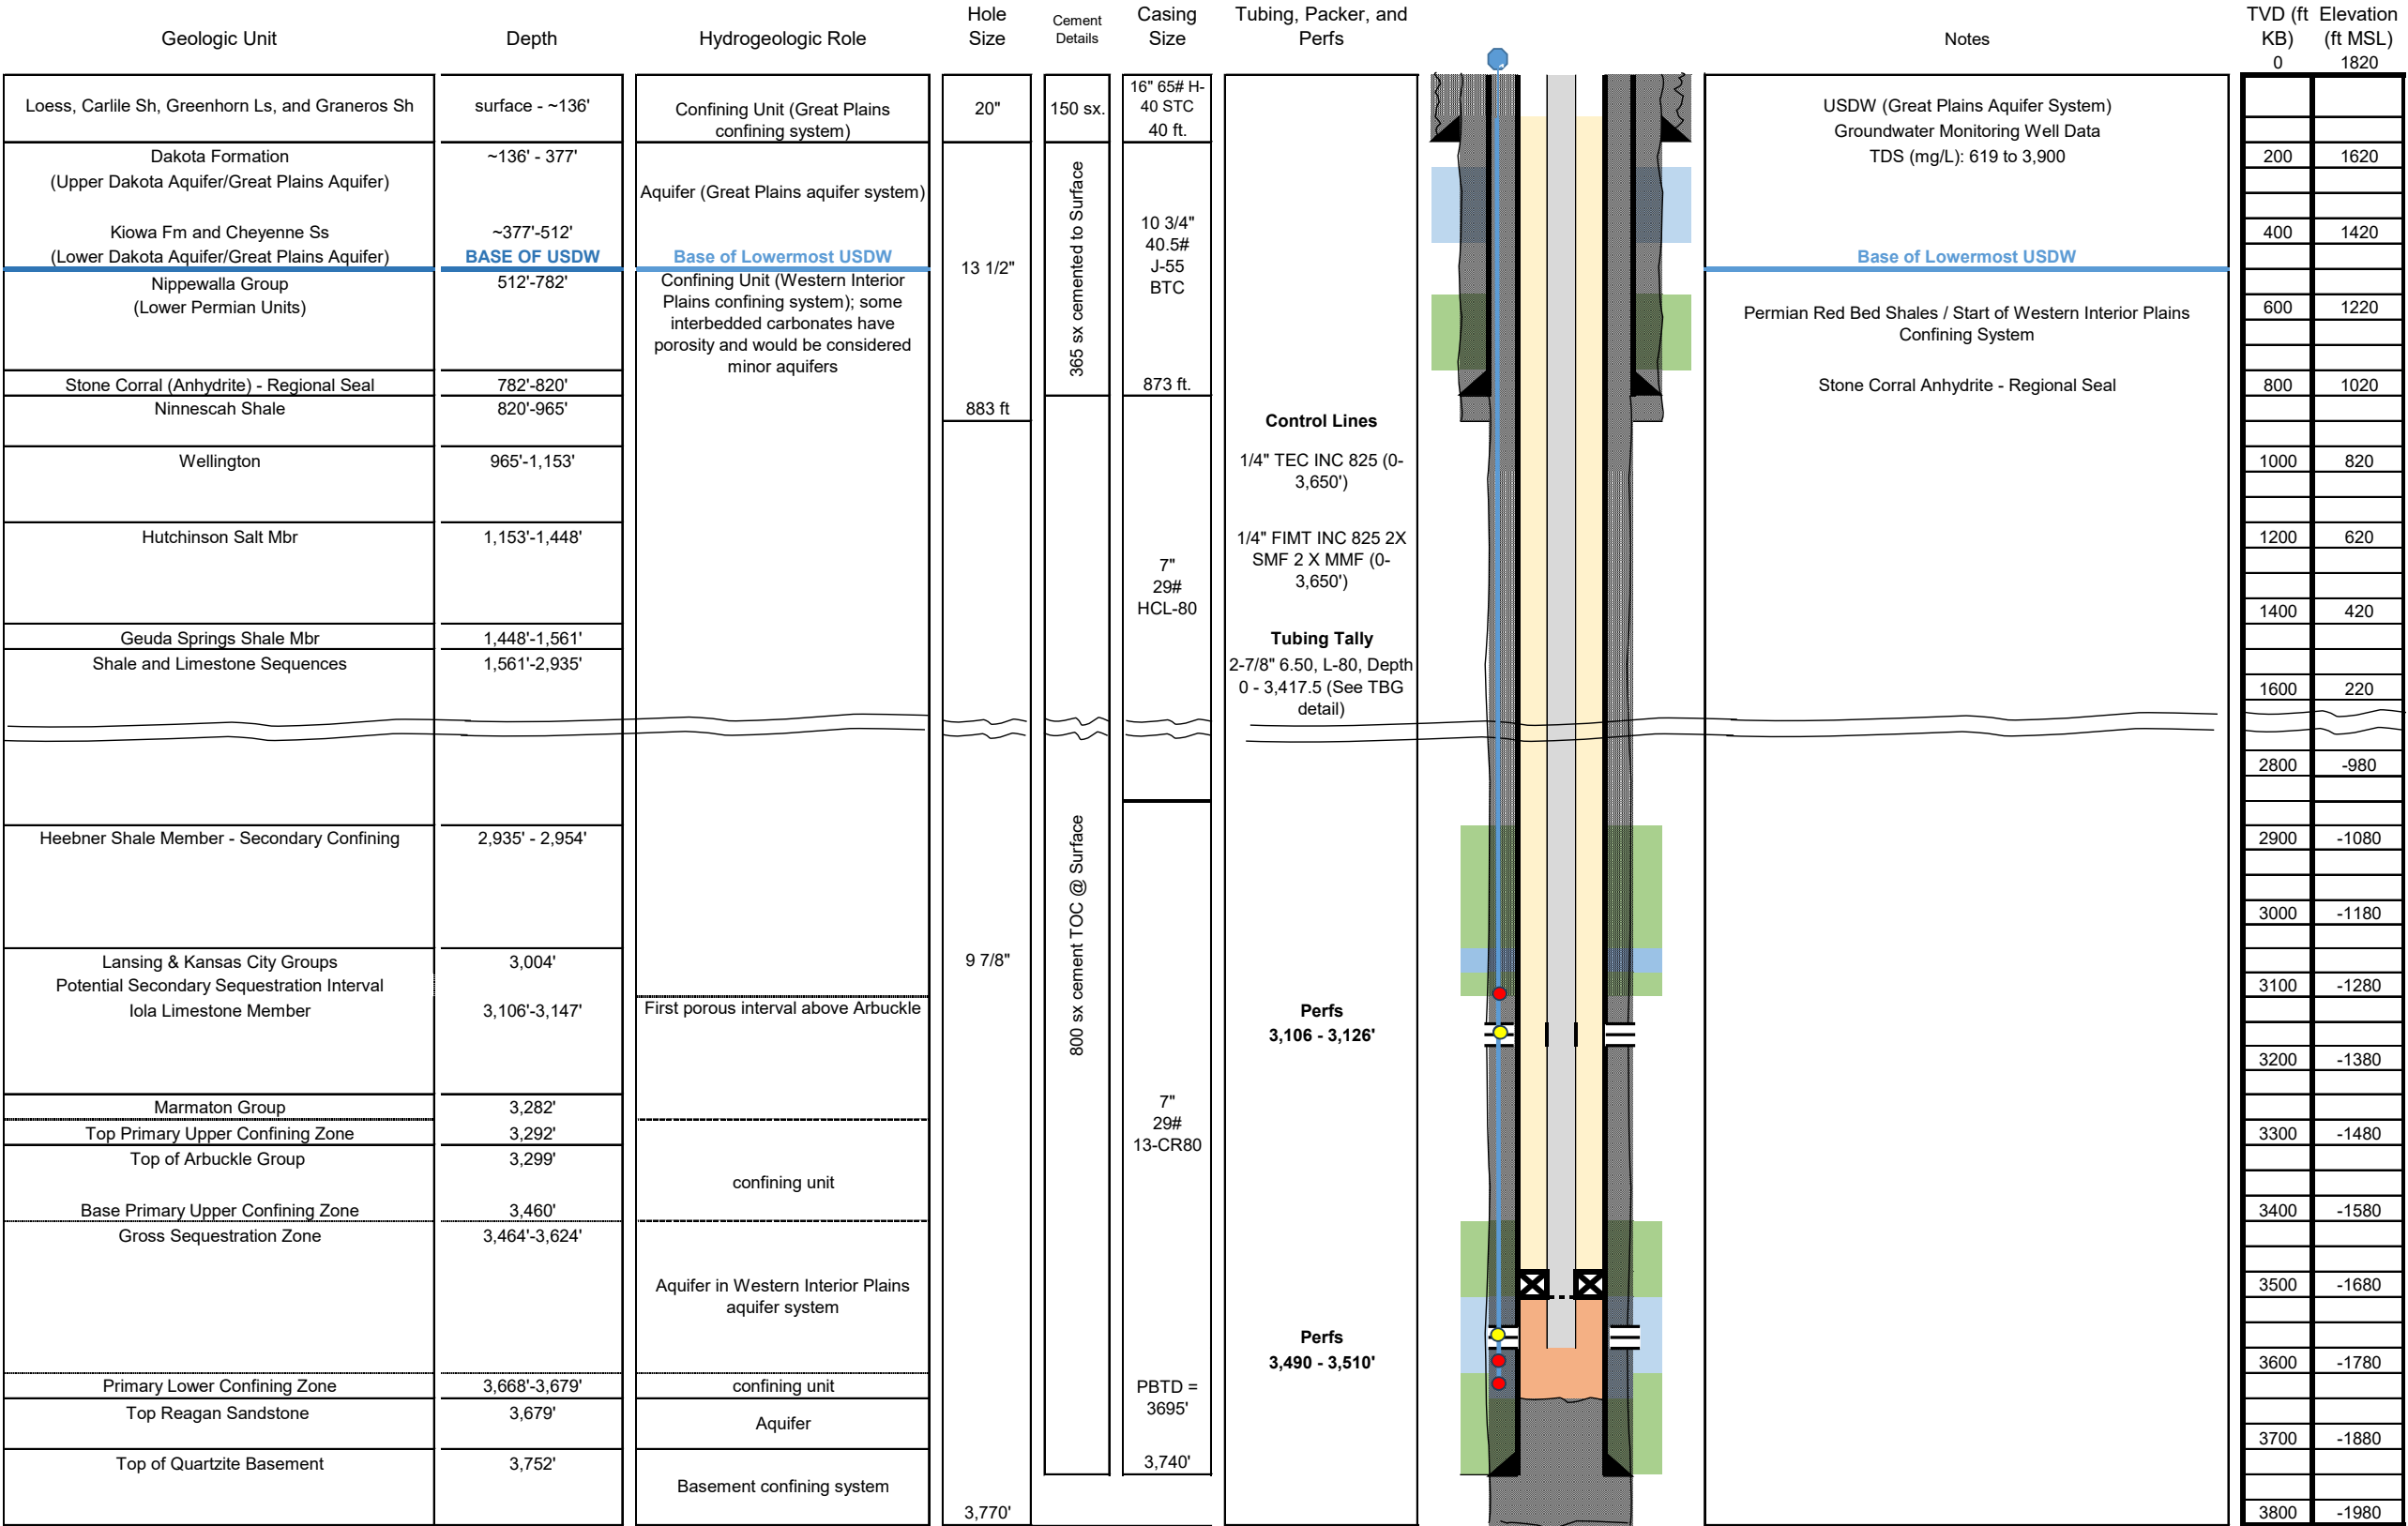 Geologic Unit
Depth
Hydrogeologic Role
Hole
Size
Cement
Details
Casing
Size
Tubing, Packer, and
Perfs
Notes
TVD (ft
KB)
Elevation
(ft MSL)
0 1820
Loess, Carlile Sh, Greenhorn Ls, and Graneros Sh
surface - ~136'
Confining Unit (Great Plains
confining system)
20"
150 sx.
16" 65# H-
40 STC
40 ft.
USDW (Great Plains Aquifer System)
Groundwater Monitoring Well Data
TDS (mg/L): 619 to 3,900
Dakota Formation
(Upper Dakota Aquifer/Great Plains Aquifer)
~136' - 377'
Aquifer (Great Plains aquifer system)
200 1620
Kiowa Fm and Cheyenne Ss
(Lower Dakota Aquifer/Great Plains Aquifer)
~377'-512'
BASE OF USDW
Base of Lowermost USDW
13 1/2"
365 sx cemented to Surface
10 3/4"
40.5#
J-55
BTC
873 ft.
Base of Lowermost USDW
400 1420
Nippewalla Group
(Lower Permian Units)
512'-782'
Confining Unit (Western Interior
Plains confining system); some
interbedded carbonates have
porosity and would be considered
minor aquifers
Permian Red Bed Shales / Start of Western Interior Plains
Confining System
600 1220
Stone Corral (Anhydrite) - Regional Seal
782'-820'
Stone Corral Anhydrite - Regional Seal
800 1020
Ninnescah Shale
820'-965'
883 ft
Control Lines
1/4" TEC INC 825 (0-
3,650')
Wellington
965'-1,153'
1000 820
Hutchinson Salt Mbr
1,153'-1,448'
1/4" FIMT INC 825 2X
SMF 2 X MMF (0-
3,650')
7"
29#
HCL-80
1200 620
1400 420
Geuda Springs Shale Mbr
1,448'-1,561'
Tubing Tally
2-7/8" 6.50, L-80, Depth
0 - 3,417.5 (See TBG
detail)
Shale and Limestone Sequences
1,561'-2,935'
1600 220
2800 -980
Heebner Shale Member - Secondary Confining
2,935' - 2,954'
800 sx cement TOC @ Surface
2900 -1080
3000 -1180
Lansing & Kansas City Groups
3,004'
9 7/8"
Potential Secondary Sequestration Interval
3100 -1280
Iola Limestone Member
3,106'-3,147'
First porous interval above Arbuckle
Perfs
3,106 - 3,126'
3200 -1380
Marmaton Group
3,282'
7"
29#
13-CR80
Top Primary Upper Confining Zone
3,292'
3300 -1480
Top of Arbuckle Group
3,299'
confining unit
Base Primary Upper Confining Zone
3,460'
3400 -1580
Gross Sequestration Zone
3,464'-3,624'
Aquifer in Western Interior Plains
aquifer system
3500 -1680
Perfs
3,490 - 3,510'
3600 -1780
Primary Lower Confining Zone
3,668'-3,679'
confining unit
PBTD =
3695'
Top Reagan Sandstone
3,679'
Aquifer
3700 -1880
Top of Quartzite Basement
3,752'
Basement confining system
3,740'
3,770'
3800 -1980